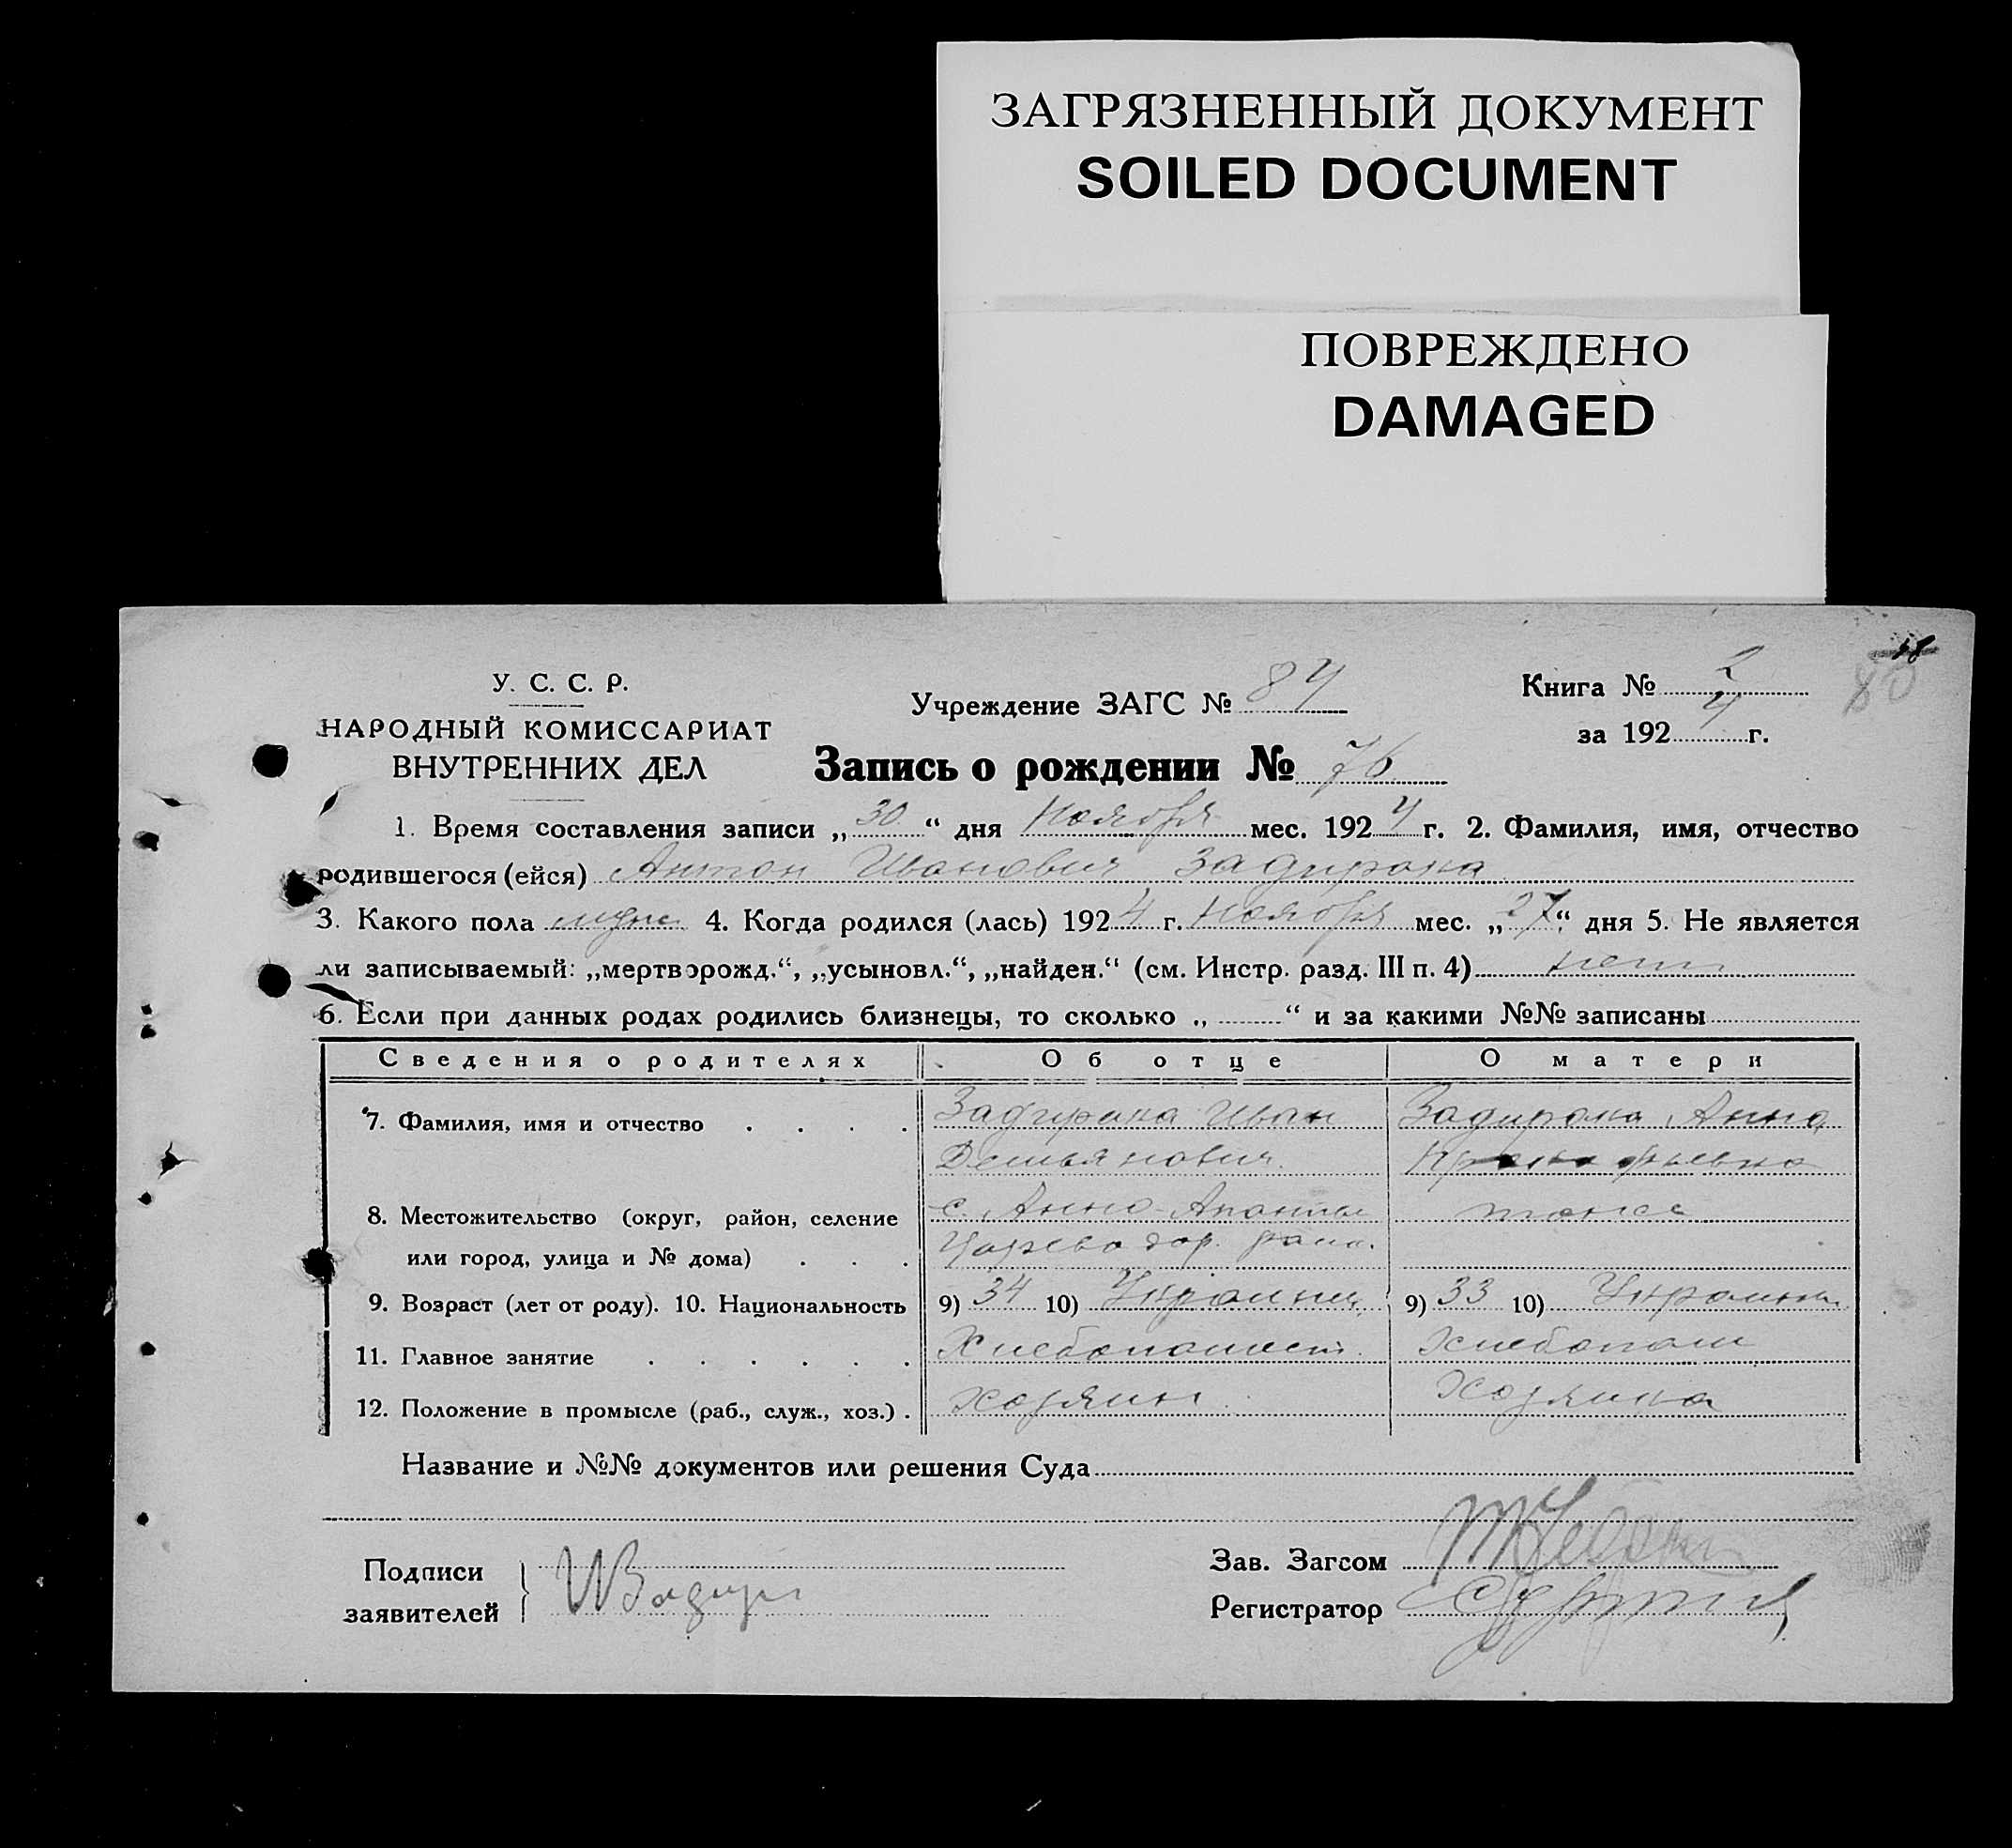 ЗАГРЯЗНЕННЫЙ ДОКУМЕНТ
SOILED DOCUMENT
ПОВРЕЖДЕНО
DAMAGED
У. С. С. Р.
НАРОДНЫЙ КОМИССАРИАТ
ВНУТРЕННИХ ДЕЛ
Учреждение ЗАГС № 84
Книга № 2
за 1924 г.
Запись о рождении № 76
1. Время составления записи „30“ дня Ноября мес. 1924 г. 2. Фамилия, имя, отчество
родившегося (ейся) Антон Иванович Задирака
3. Какого пола муж. 4. Когда родился (лась) 1924 г. Ноября мес. „27“ дня 5. Не является
ли записываемый: „мертворожд.“, „усыновл.“, „найден.“ (см. Инстр. разд. III п. 4) нет
6. Если при данных родах родились близнецы, то сколько „ “ и за какими №№ записаны
Сведения о родителях Об отце О матери
7. Фамилия, имя и отчество Задирака Иван Задирака Анна
Демьянович
8. Местожительство (округ, район, селение с. Анно тоже
или город, улица и № дома)
9. Возраст (лет от роду). 10. Национальность 9) 34 10) Украин. 9) 33 10) Украин.
11. Главное занятие Хлебопашест. Хлебопаш
12. Положение в промысле (раб., служ., хоз.) хозяин Хозяйка
Название и №№ документов или решения Суда
Подписи
заявителей
Зав. Загсом
Регистратор